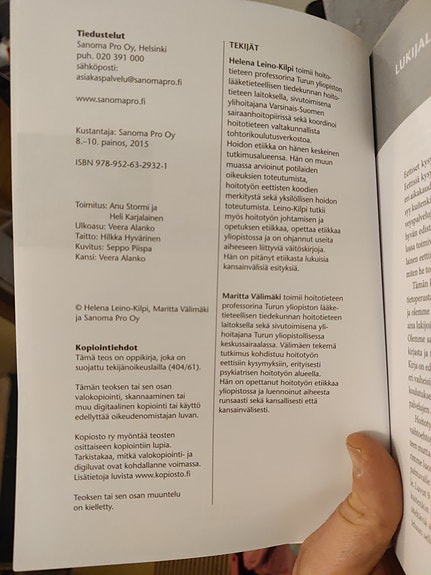 Tiedustelut
Sanoma Pro Oy, Helsinki
puh. 020 391 000
sähköposti:
asiakaspalvelu@sanomapro.fi
www.sanomapro.fi
Kustantaja: Sanoma Pro Oy
8.–10. painos, 2015
ISBN 978-952-63-2932-1
Toimitus: Anu Stormi ja
Heli Karjalainen
Ulkoasu: Veera Alanko
Taitto: Hilkka Hyvärinen
Kuvitus: Seppo Piispa
Kansi: Veera Alanko
© Helena Leino-Kilpi, Maritta Välimäki
ja Sanoma Pro Oy
Kopiointiehdot
Tämä teos on oppikirja, joka on
suojattu tekijänoikeuslailla (404/61).
Tämän teoksen tai sen osan
valokopiointi, skannaaminen tai
muu digitaalinen kopiointi tai käyttö
edellyttää oikeudenomistajan luvan.
Kopiosto ry myöntää teosten
osittaiseen kopiointiin lupia.
Tarkistakaa, mitkä valokopiointi- ja
digiluvat ovat kohdallanne voimassa.
Lisätietoja luvista www.kopiosto.fi
Teoksen tai sen osan muuntelu
on kielletty.
TEKIJÄT
Helena Leino-Kilpi toimii hoito-
tieteen professorina Turun yliopiston
lääketieteellisen tiedekunnan hoito-
tieteen laitoksella, sivutoimisena
ylihoitajana Varsinais-Suomen
sairaanhoitopiirissä sekä koordinoi
hoitotieteen valtakunnallista
tohtorikoulutusverkostoa.
Hoidon etiikka on hänen keskeinen
tutkimusalueensa. Hän on muun
muassa arvioinut potilaiden
oikeuksien toteutumista,
hoitotyön eettisten koodien
merkitystä sekä yksilöllisen hoidon
toteutumista. Leino-Kilpi tutkii
myös hoitotyön johtamisen ja
opetuksen etiikkaa, opettaa etiikkaa
yliopistossa ja on ohjannut useita
aiheeseen liittyviä väitöskirjoja.
Hän on pitänyt etiikasta lukuisia
kansainvälisiä esityksiä.
Maritta Välimäki toimii hoitotieteen
professorina Turun yliopiston lääke-
tieteellisen tiedekunnan hoitotieteen
laitoksella sekä sivutoimisena yli-
hoitajana Turun yliopistollisessa
keskussairaalassa. Välimäen tekemä
tutkimus kohdistuu hoitotyön
eettisiin kysymyksiin, erityisesti
psykiatrisen hoitotyön alueella.
Hän on opettanut hoitotyön etiikkaa
yliopistossa ja luennoinut aiheesta
runsaasti sekä kansallisesti että
kansainvälisesti.